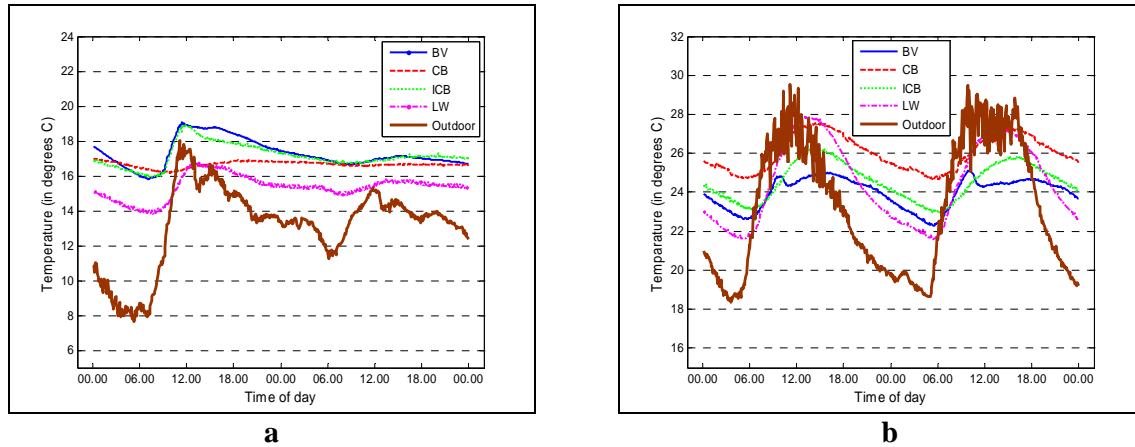 24
22
20
18
16
14
12
10
8
6
Temparature (in degrees C)
BV
CB
ICB
LW
Outdoor
00.00 06.00 12.00 18.00 00.00 06.00 12.00 18.00 00.00
Time of day
a
32
30
28
26
24
22
20
18
16
Temparature (in degrees C)
BV
CB
ICB
LW
Outdoor
00.00 06.00 12.00 18.00 00.00 06.00 12.00 18.00 00.00
Time of day
b